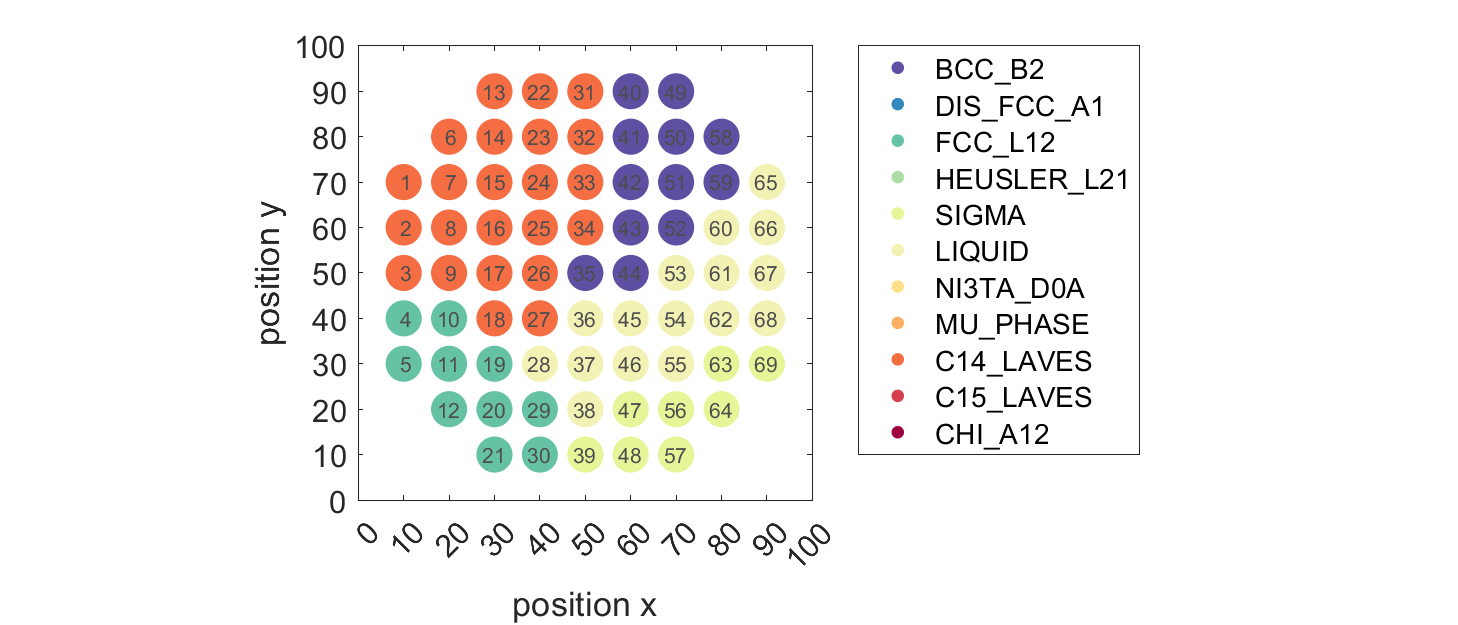 100
90
80
70
60
50
40
30
20
10
0
position y
13 22 31 40 49
6 14 23 32 41 50 58
1 7 15 24 33 42 51 59 65
2 8 16 25 34 43 52 60 66
3 9 17 26 35 44 53 61 67
4 10 18 27 36 45 54 62 68
5 11 19 28 37 46 55 63 69
12 20 29 38 47 56 64
21 30 39 48 57
0 10 20 30 40 50 60 70 80 90 100
position x
BCC_B2
DIS_FCC_A1
FCC_L12
HEUSLER_L21
SIGMA
LIQUID
NI3TA_D0A
MU_PHASE
C14_LAVES
C15_LAVES
CHI_A12